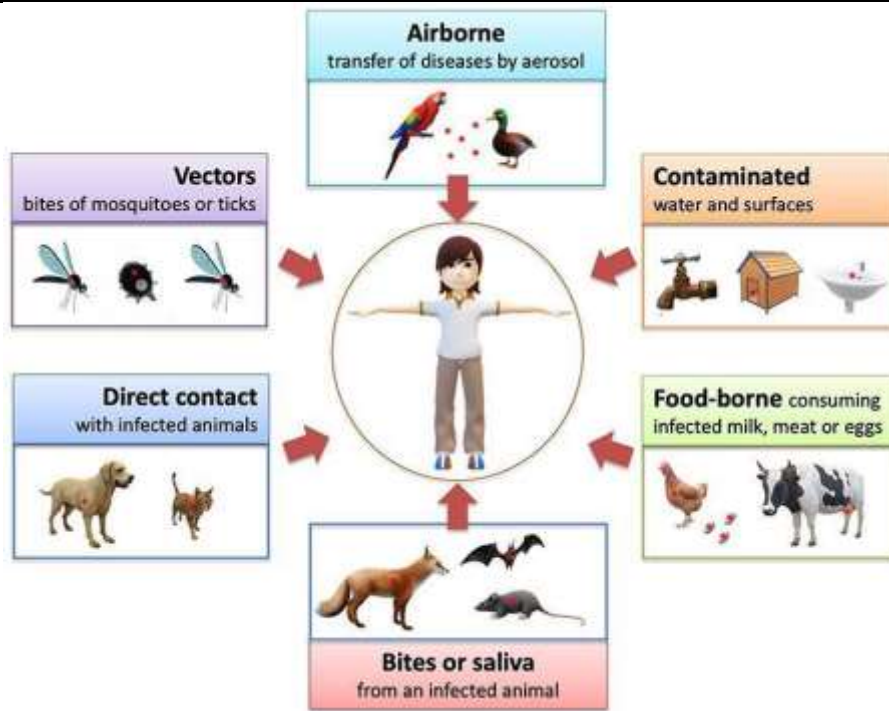 Airborne
transfer of diseases by aerosol
Vectors
bites of mosquitoes or ticks
Contaminated
water and surfaces
Direct contact
with infected animals
Food-borne consuming
infected milk, meat or eggs
Bites or saliva
from an infected animal